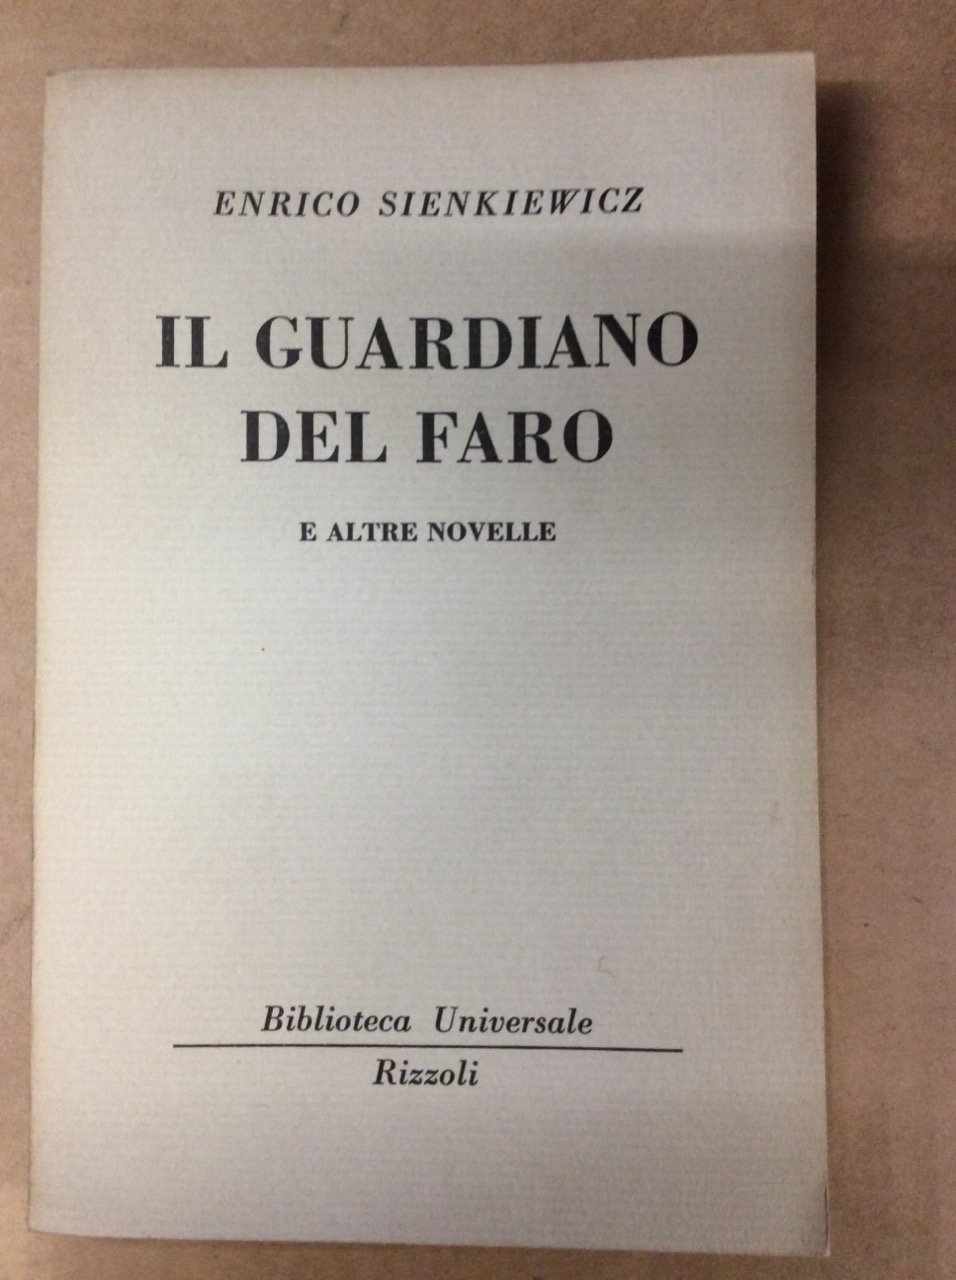 ENRICO SIENKIEWICZ
IL GUARDIANO
DEL FARO
E ALTRE NOVELLE
Biblioteca Universale
Rizzoli